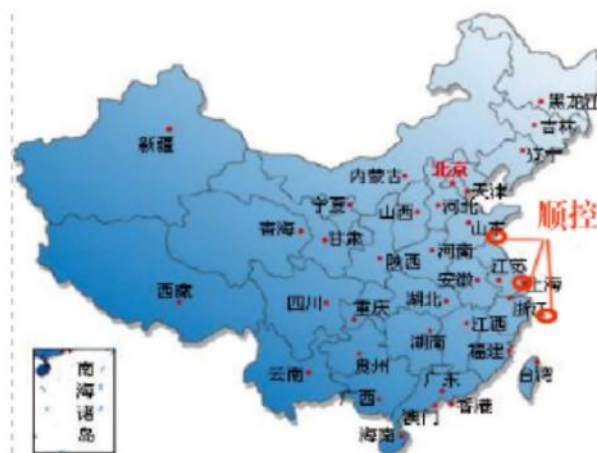 黑龙江
吉林
辽宁
新疆
内蒙古
北京
天津
宁夏
山西
河北
山东
顺控
青海
甘肃
陕西
河南
江苏
安徽
上海
西藏
四川
重庆
湖北
浙江
江西
湖南
福建
云南
贵州
台湾
广西
广东
澳门
香港
海南
南
海
诸
岛